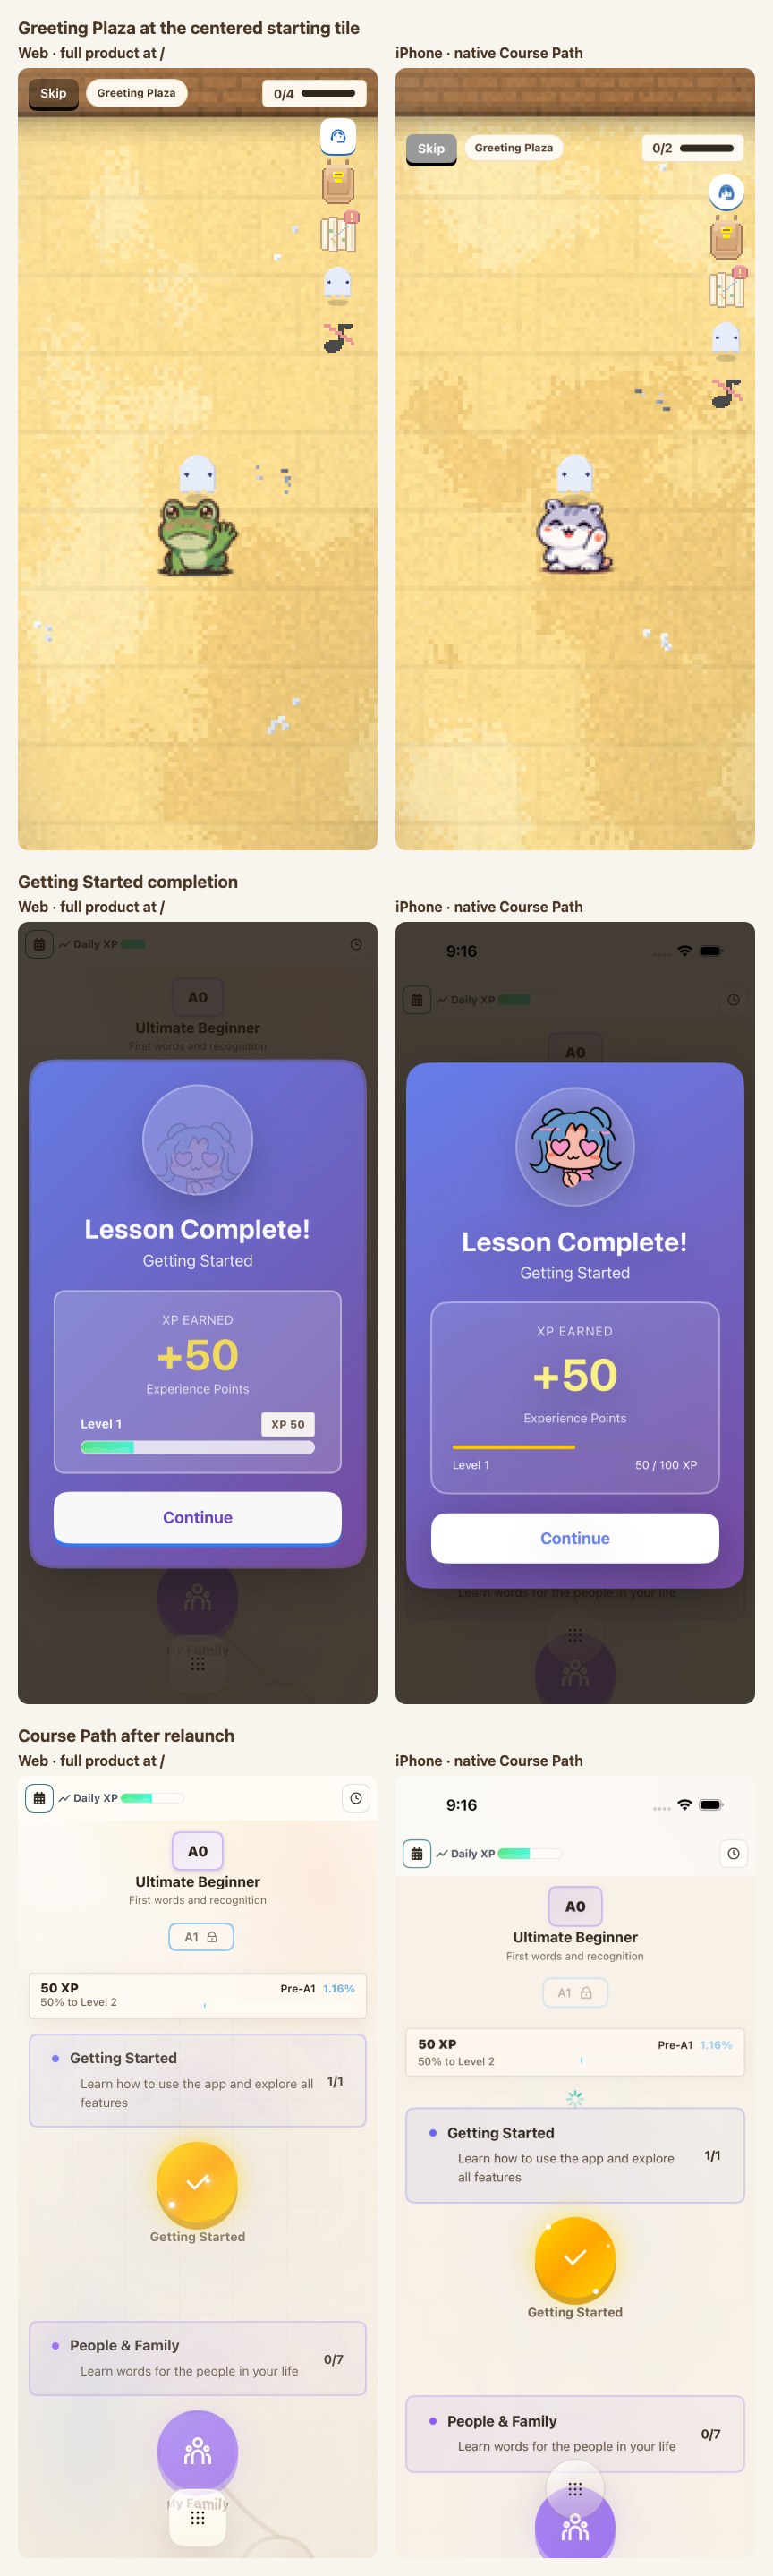 Greeting Plaza at the centered starting tile
Web · full product at /
iPhone · native Course Path
Skip
Greeting Plaza
0/4
Skip
Greeting Plaza
0/2
Getting Started completion
Web · full product at /
iPhone · native Course Path
Daily XP
A0
Ultimate Beginner
First words and recognition
Lesson Complete!
Getting Started
XP EARNED
+50
Experience Points
Level 1
XP 50
Continue
My Family
9:16
Daily XP
A0
Lesson Complete!
Getting Started
XP EARNED
+50
Experience Points
Level 1
50 / 100 XP
Continue
Learn words for the people in your life
Course Path after relaunch
Web · full product at /
iPhone · native Course Path
Daily XP
A0
Ultimate Beginner
First words and recognition
A1
50 XP
Pre-A1 1.16%
50% to Level 2
Getting Started
Learn how to use the app and explore all
features
1/1
Getting Started
People & Family
Learn words for the people in your life
0/7
My Family
9:16
Daily XP
A0
Ultimate Beginner
First words and recognition
A1
50 XP
Pre-A1 1.16%
50% to Level 2
Getting Started
Learn how to use the app and explore
all features
1/1
Getting Started
People & Family
Learn words for the people in your life
0/7